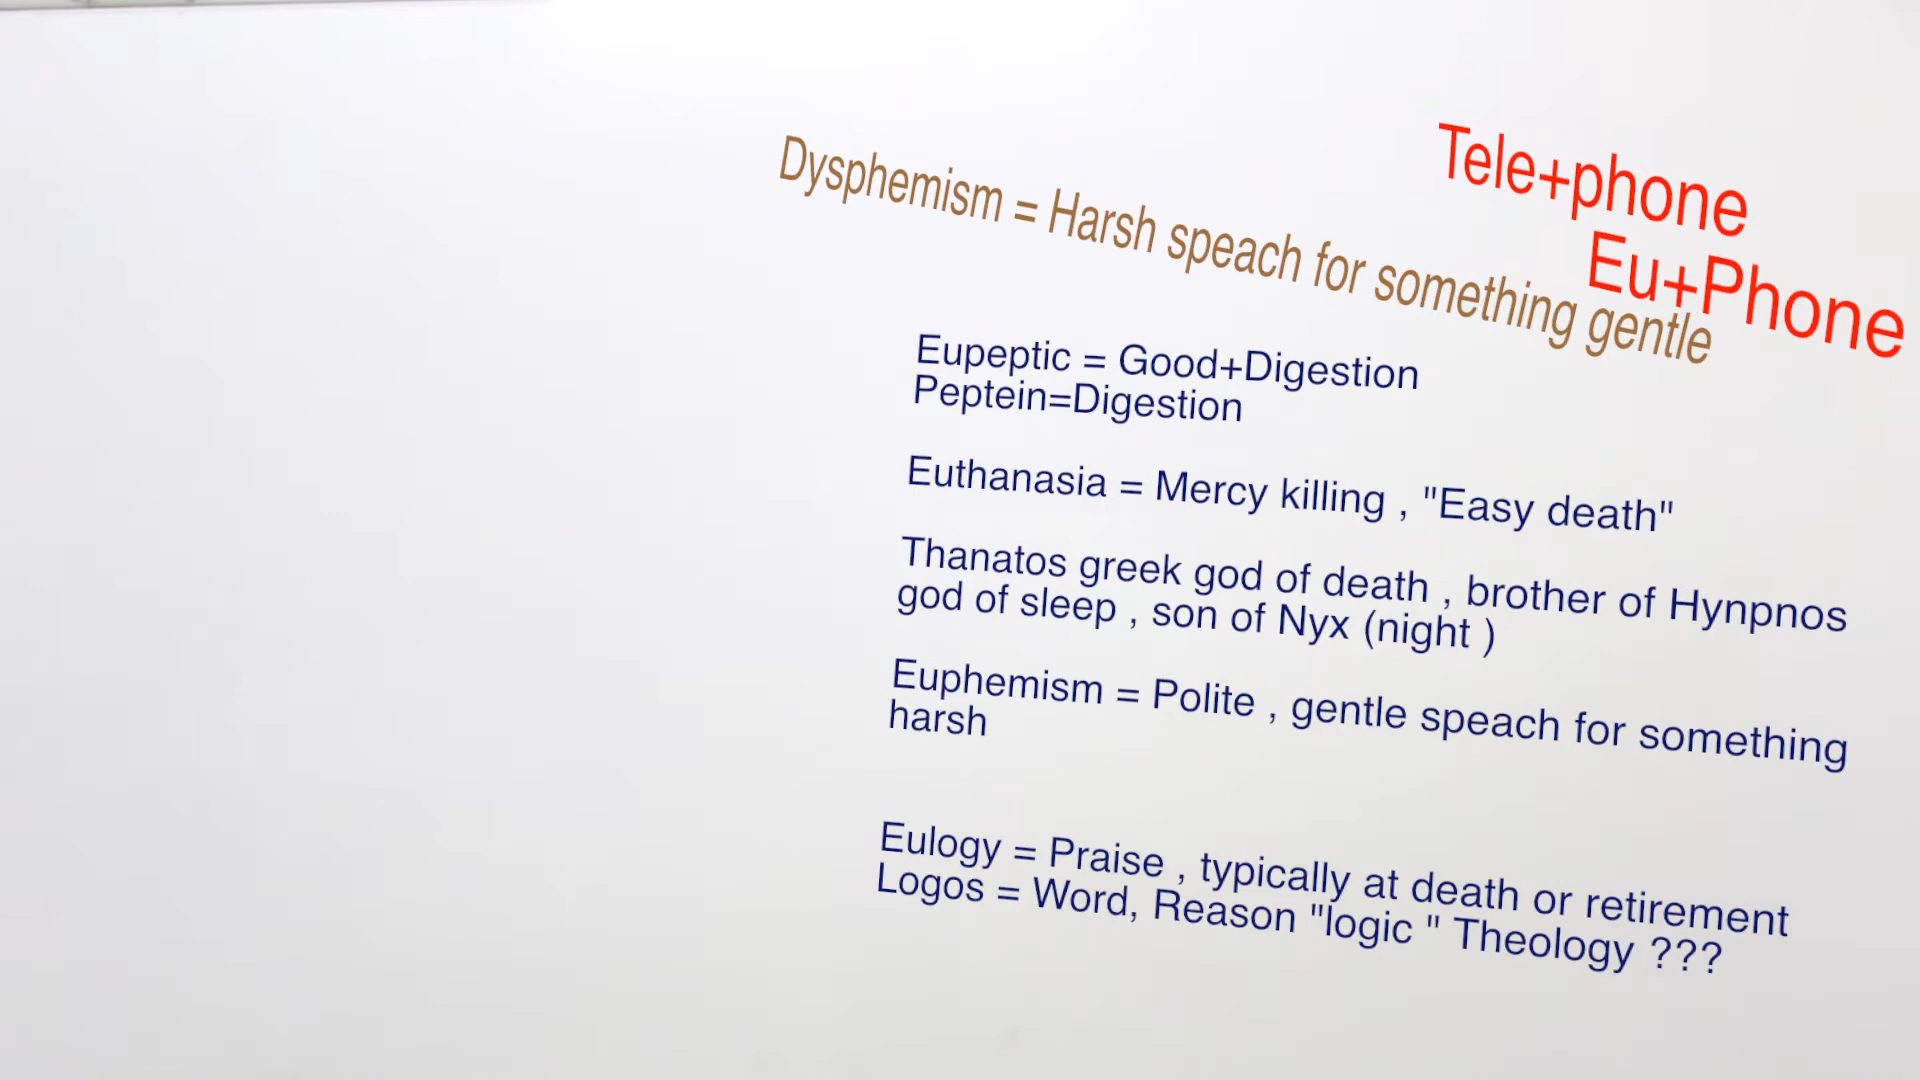 Tele+phone
Eu+Phone
Dysphemism = Harsh speach for something gentle
Eupeptic = Good+Digestion
Peptein=Digestion
Euthanasia = Mercy killing , "Easy death"
Thanatos greek god of death , brother of Hynpnos
god of sleep , son of Nyx (night )
Euphemism = Polite , gentle speach for something
harsh
Eulogy = Praise , typically at death or retirement
Logos = Word, Reason "logic " Theology ???